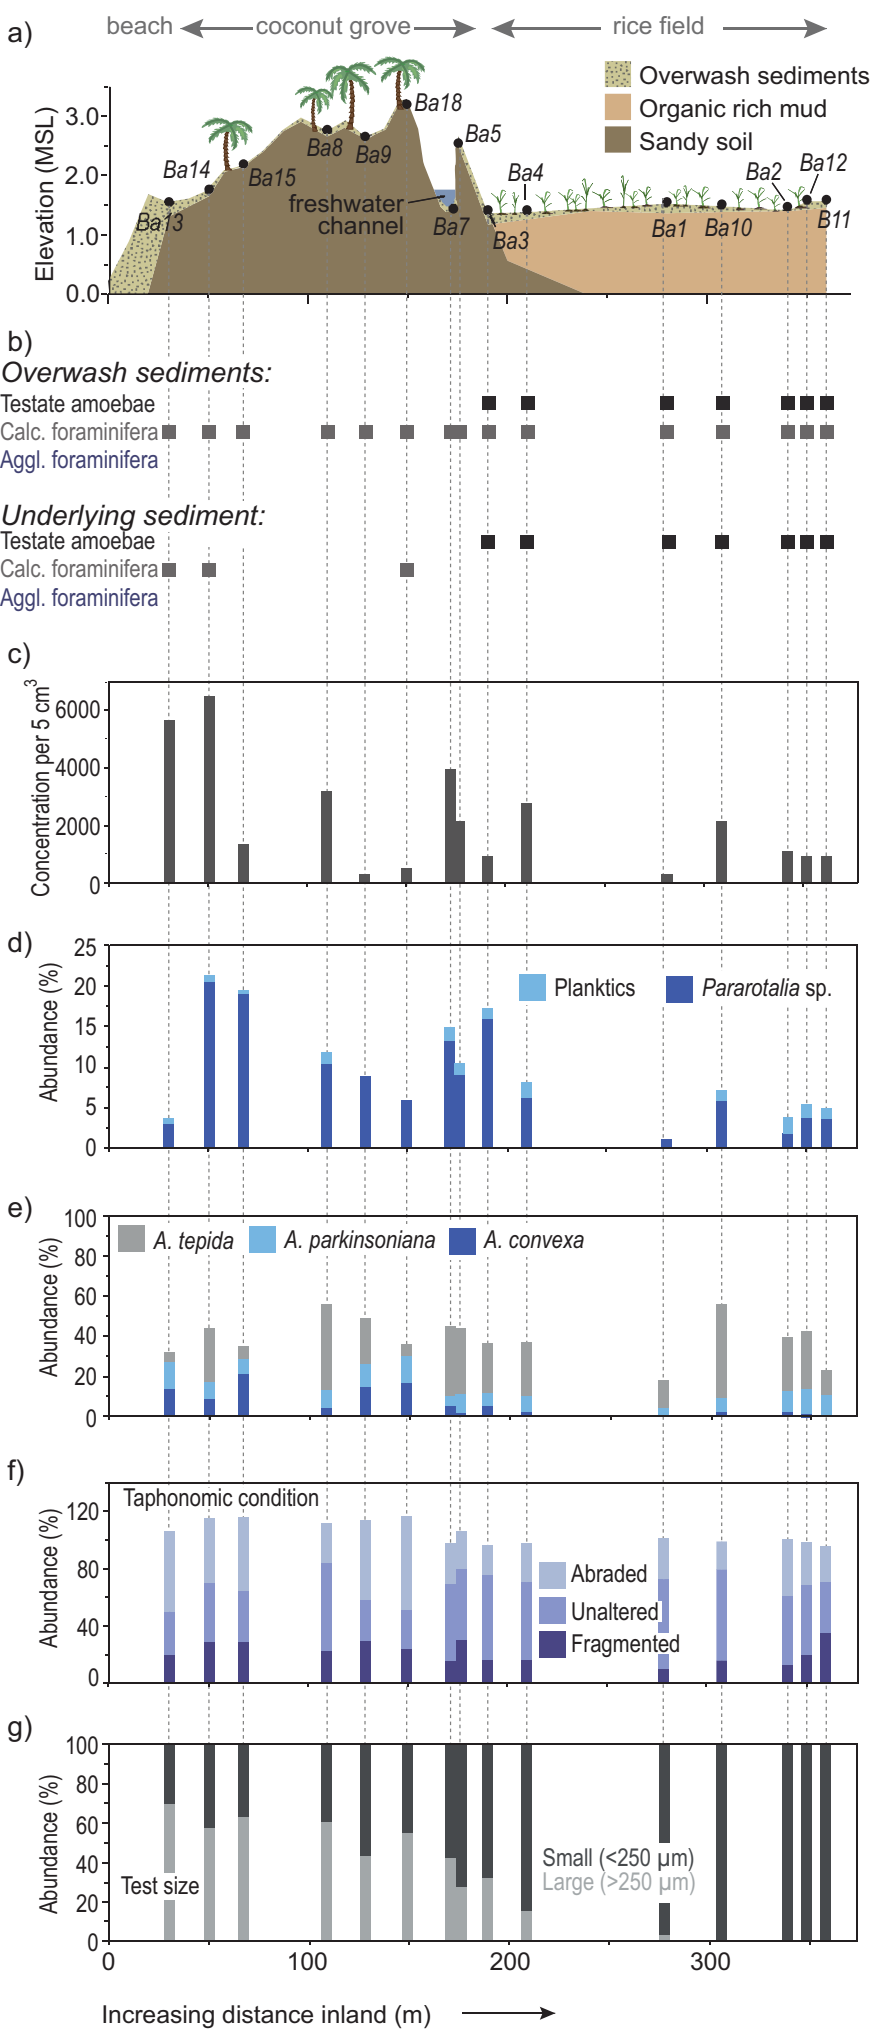 a)
beach
coconut grove
rice field
Overwash sediments
Organic rich mud
Sandy soil
Elevation (MSL)
3.0
2.0
1.0
0.0
Ba13
Ba14
Ba15
Ba8
Ba9
Ba18
Ba5
freshwater
channel
Ba7
Ba4
Ba3
Ba1
Ba10
Ba2
Ba12
B11
b)
Overwash sediments:
Testate amoebae
Calc. foraminifera
Aggl. foraminifera
Underlying sediment:
Testate amoebae
Calc. foraminifera
Aggl. foraminifera
c)
Concentration per 5 cm³
6000
4000
2000
0
d)
Abundance (%)
25
20
15
10
5
0
Planktics
Pararotalia sp.
e)
Abundance (%)
100
80
60
40
20
0
A. tepida
A. parkinsoniana
A. convexa
f)
Taphonomic condition
Abundance (%)
120
80
40
0
Abraded
Unaltered
Fragmented
g)
Abundance (%)
100
80
60
40
20
0
Test size
Small (<250 µm)
Large (>250 µm)
0
100
200
300
Increasing distance inland (m)